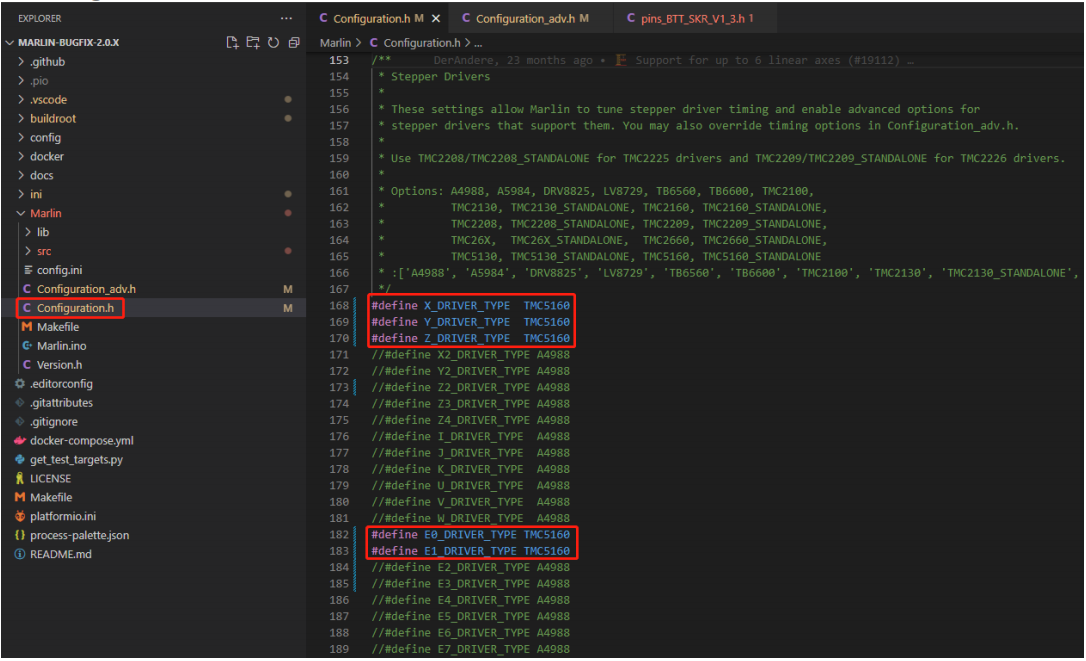 EXPLORER
MARLIN-BUGFIX-2.0.X
.github
.pio
.vscode
buildroot
config
docker
docs
ini
Marlin
lib
src
config.ini
Configuration_adv.h M
Configuration.h M
Makefile
Marlin.ino
Version.h
.editorconfig
.gitattributes
.gitignore
docker-compose.yml
get_test_targets.py
LICENSE
Makefile
platformio.ini
process-palette.json
README.md
C Configuration.h M × C Configuration_adv.h M C pins_BTT_SKR_V1_3.h 1
Marlin > C Configuration.h > ...
153 /** DerAndere, 23 months ago • Support for up to 6 linear axes (#19112) …
154 * Stepper Drivers
155 *
156 * These settings allow Marlin to tune stepper driver timing and enable advanced options for
157 * stepper drivers that support them. You may also override timing options in Configuration_adv.h.
158 *
159 * Use TMC2208/TMC2208_STANDALONE for TMC2225 drivers and TMC2209/TMC2209_STANDALONE for TMC2226 drivers.
160 *
161 * Options: A4988, A5984, DRV8825, LV8729, TB6560, TB6600, TMC2100,
162 * TMC2130, TMC2130_STANDALONE, TMC2160, TMC2160_STANDALONE,
163 * TMC2208, TMC2208_STANDALONE, TMC2209, TMC2209_STANDALONE,
164 * TMC26X, TMC26X_STANDALONE, TMC2660, TMC2660_STANDALONE,
165 * TMC5130, TMC5130_STANDALONE, TMC5160, TMC5160_STANDALONE
166 * :['A4988', 'A5984', 'DRV8825', 'LV8729', 'TB6560', 'TB6600', 'TMC2100', 'TMC2130', 'TMC2130_STANDALONE',
167 */
168 #define X_DRIVER_TYPE TMC5160
169 #define Y_DRIVER_TYPE TMC5160
170 #define Z_DRIVER_TYPE TMC5160
171 //#define X2_DRIVER_TYPE A4988
172 //#define Y2_DRIVER_TYPE A4988
173 //#define Z2_DRIVER_TYPE A4988
174 //#define Z3_DRIVER_TYPE A4988
175 //#define Z4_DRIVER_TYPE A4988
176 //#define I_DRIVER_TYPE A4988
177 //#define J_DRIVER_TYPE A4988
178 //#define K_DRIVER_TYPE A4988
179 //#define U_DRIVER_TYPE A4988
180 //#define V_DRIVER_TYPE A4988
181 //#define W_DRIVER_TYPE A4988
182 #define E0_DRIVER_TYPE TMC5160
183 #define E1_DRIVER_TYPE TMC5160
184 //#define E2_DRIVER_TYPE A4988
185 //#define E3_DRIVER_TYPE A4988
186 //#define E4_DRIVER_TYPE A4988
187 //#define E5_DRIVER_TYPE A4988
188 //#define E6_DRIVER_TYPE A4988
189 //#define E7_DRIVER_TYPE A4988